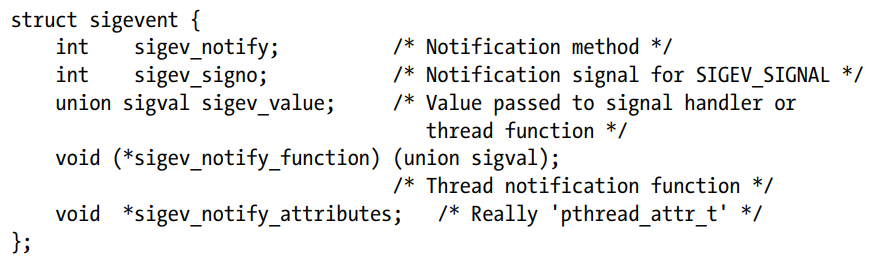 struct sigevent {
    int    sigev_notify;          /* Notification method */
    int    sigev_signo;           /* Notification signal for SIGEV_SIGNAL */
    union sigval sigev_value;     /* Value passed to signal handler or
                                     thread function */
    void (*sigev_notify_function) (union sigval);
                                  /* Thread notification function */
    void  *sigev_notify_attributes;   /* Really 'pthread_attr_t' */
};